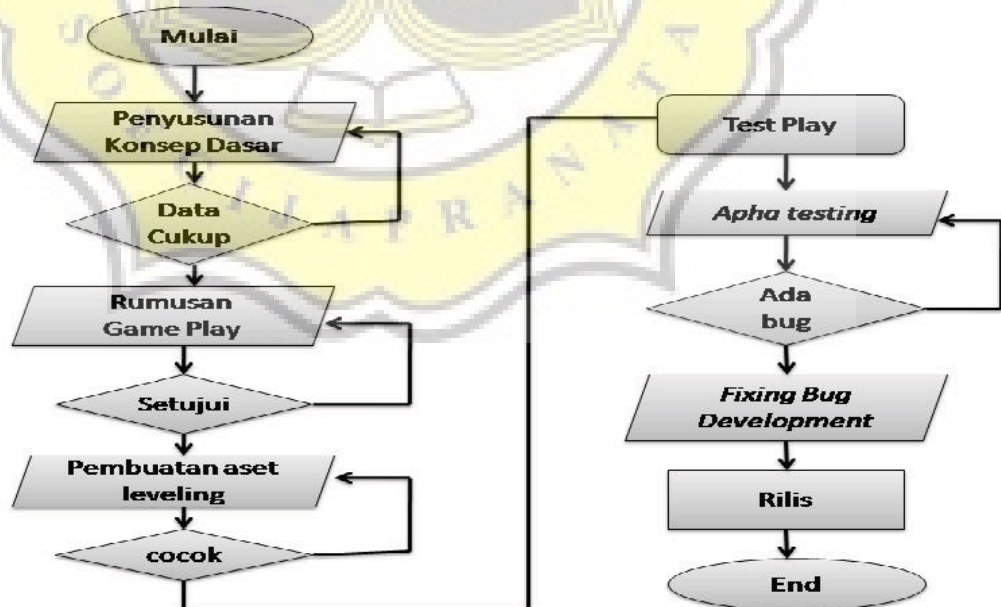 Mulai
Penyusunan
Konsep Dasar
Data
Cukup
Rumusan
Game Play
Setujui
Pembuatan aset
leveling
cocok
Test Play
Apha testing
Ada
bug
Fixing Bug
Development
Rilis
End